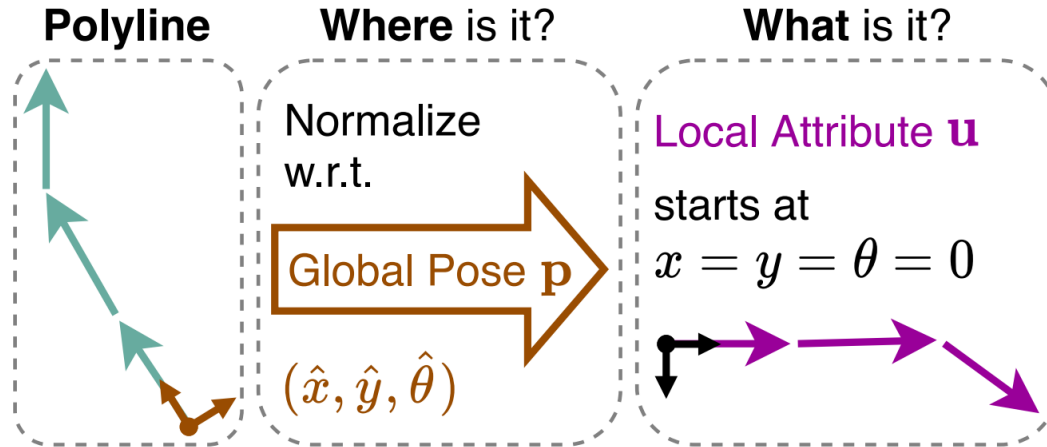 Polyline
Where is it?
Normalize
w.r.t.
Global Pose p
(x̂, ŷ, θ̂)
What is it?
Local Attribute u
starts at
x = y = θ = 0